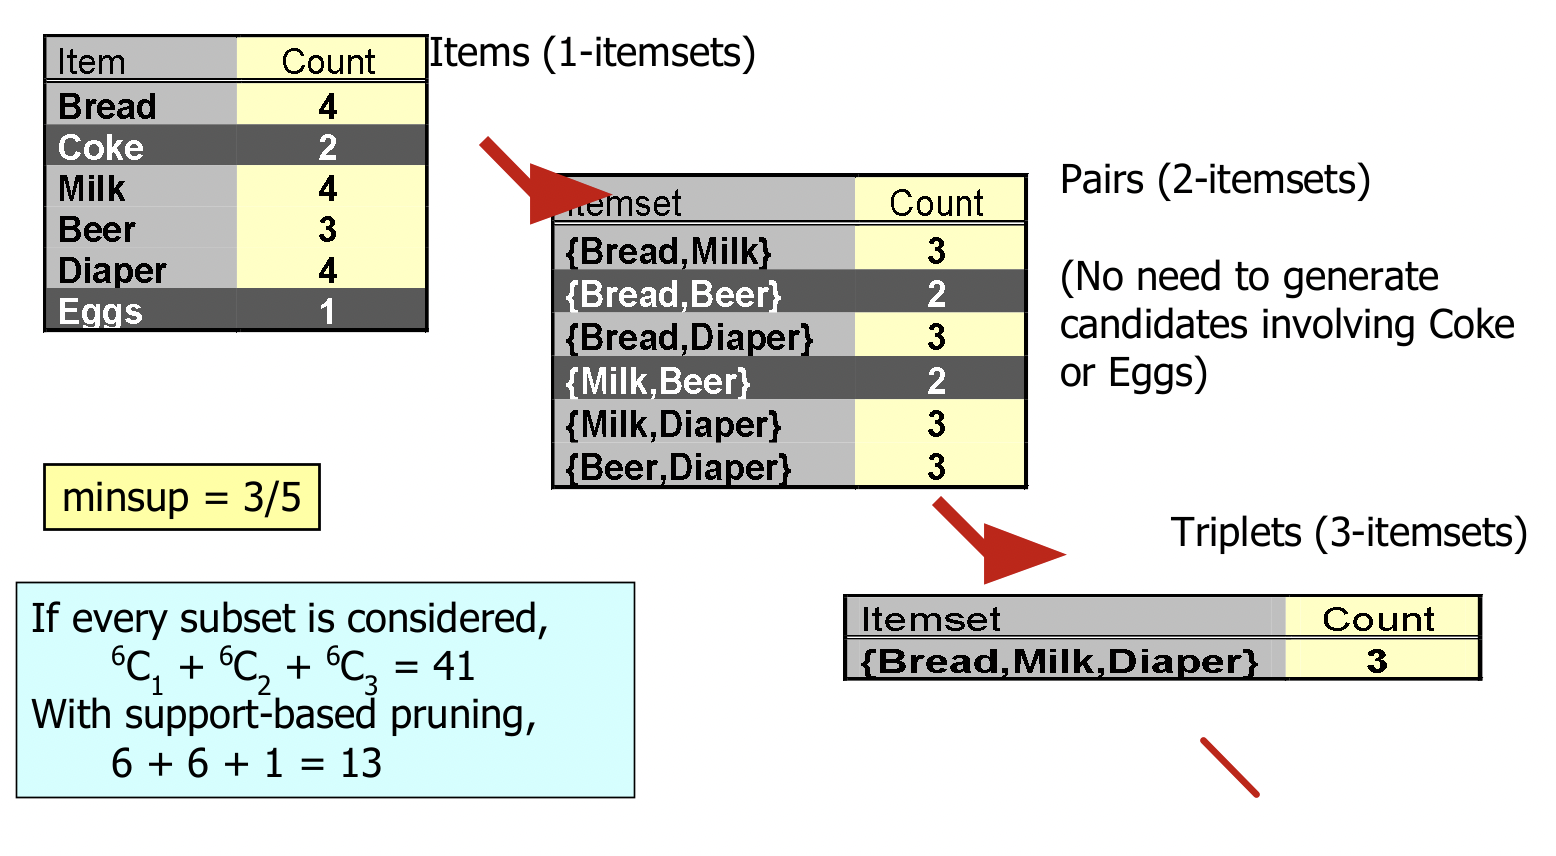 Items (1-itemsets)
Item Count
Bread 4
Coke 2
Milk 4
Beer 3
Diaper 4
Eggs 1
Pairs (2-itemsets)
(No need to generate
candidates involving Coke
or Eggs)
Itemset Count
{Bread,Milk} 3
{Bread,Beer} 2
{Bread,Diaper} 3
{Milk,Beer} 2
{Milk,Diaper} 3
{Beer,Diaper} 3
minsup = 3/5
Triplets (3-itemsets)
Itemset Count
{Bread,Milk,Diaper} 3
If every subset is considered,
⁶C₁ + ⁶C₂ + ⁶C₃ = 41
With support-based pruning,
6 + 6 + 1 = 13